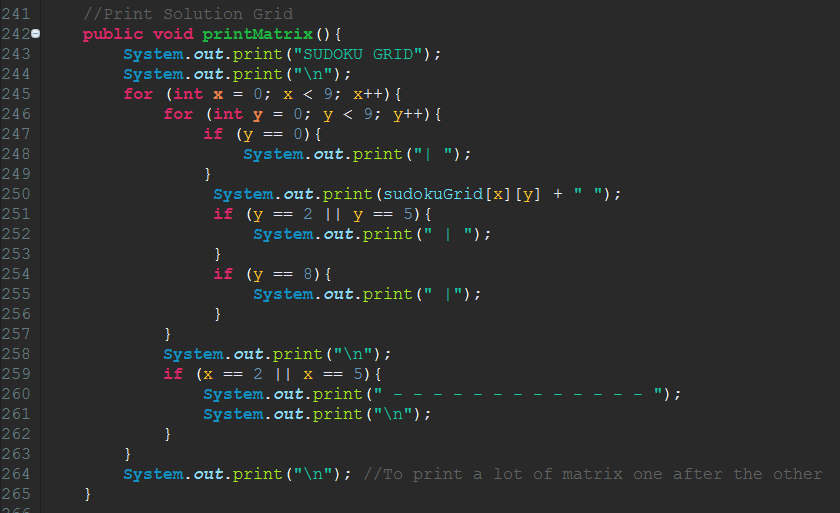 241 //Print Solution Grid
242 public void printMatrix(){
243 System.out.print("SUDOKU GRID");
244 System.out.print("\n");
245 for (int x = 0; x < 9; x++){
246 for (int y = 0; y < 9; y++){
247 if (y == 0){
248 System.out.print("| ");
249 }
250 System.out.print(sudokuGrid[x][y] + " ");
251 if (y == 2 || y == 5){
252 System.out.print(" | ");
253 }
254 if (y == 8){
255 System.out.print(" |");
256 }
257 }
258 System.out.print("\n");
259 if (x == 2 || x == 5){
260 System.out.print(" - - - - - - - - - - - - - ");
261 System.out.print("\n");
262 }
263 }
264 System.out.print("\n"); //To print a lot of matrix one after the other
265 }
266